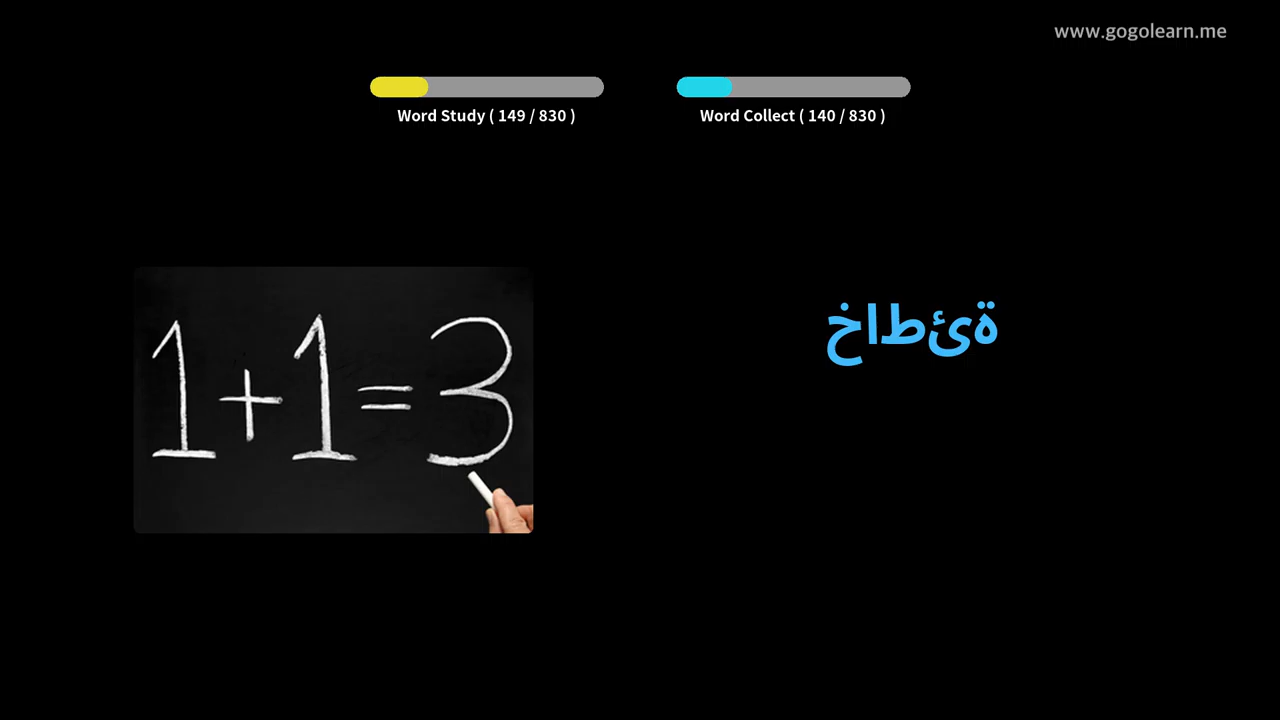 www.gogolearn.me
Word Study ( 149 / 830 )
Word Collect ( 140 / 830 )
1+1=3
خاطئة